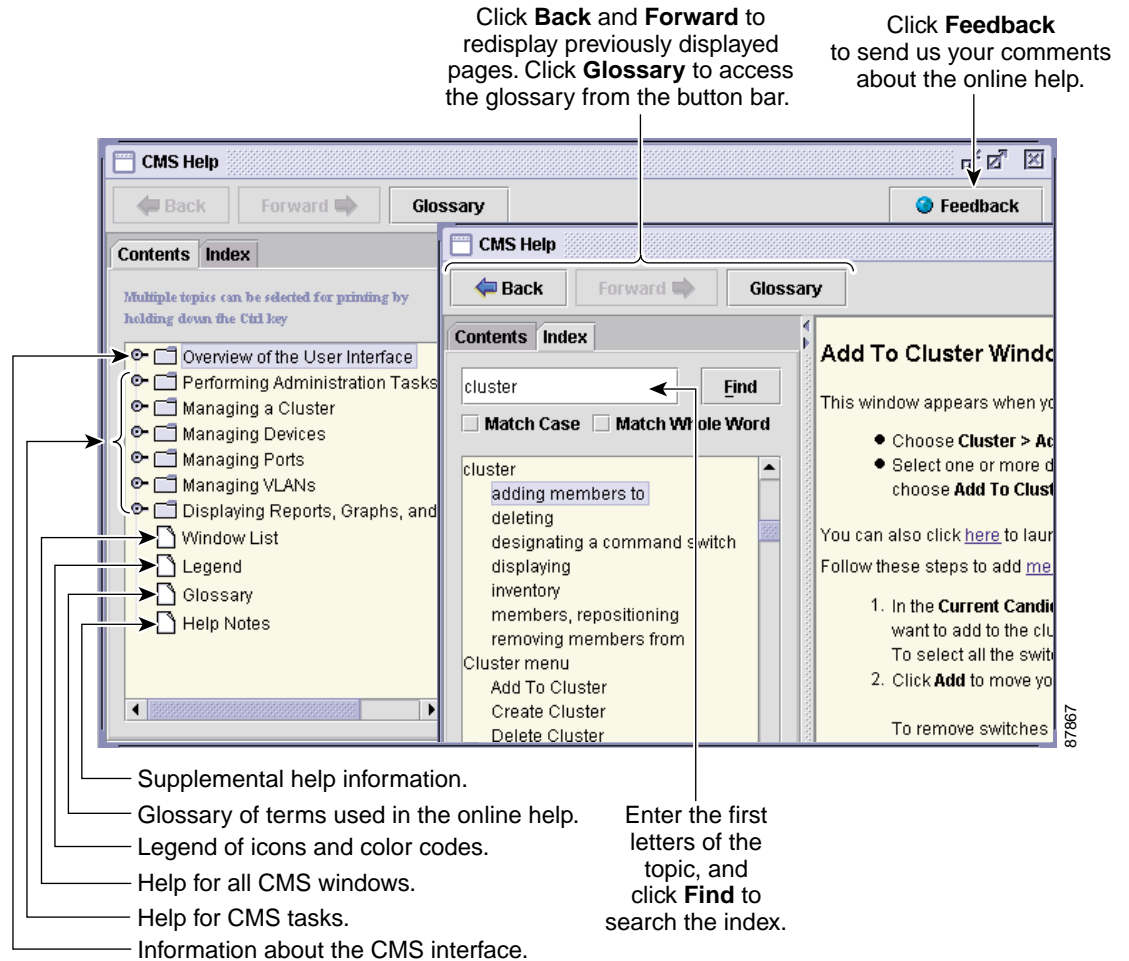 Click Back and Forward to
redisplay previously displayed
pages. Click Glossary to access
the glossary from the button bar.
Click Feedback
to send us your comments
about the online help.
CMS Help
Back
Forward
Glossary
Feedback
Contents
Index
Multiple topics can be selected for printing by
holding down the Ctrl key
Overview of the User Interface
Performing Administration Tasks
Managing a Cluster
Managing Devices
Managing Ports
Managing VLANs
Displaying Reports, Graphs, and
Window List
Legend
Glossary
Help Notes
CMS Help
Back
Forward
Glossary
Contents
Index
cluster
Find
Match Case
Match Whole Word
cluster
adding members to
deleting
designating a command switch
displaying
inventory
members, repositioning
removing members from
Cluster menu
Add To Cluster
Create Cluster
Delete Cluster
Add To Cluster Windo
This window appears when yo
Choose Cluster > Ad
Select one or more d
choose Add To Clust
You can also click here to laun
Follow these steps to add me
1. In the Current Candid
want to add to the clu
To select all the swit
2. Click Add to move yo
To remove switches
87867
Supplemental help information.
Glossary of terms used in the online help.
Legend of icons and color codes.
Help for all CMS windows.
Help for CMS tasks.
Information about the CMS interface.
Enter the first
letters of the
topic, and
click Find to
search the index.